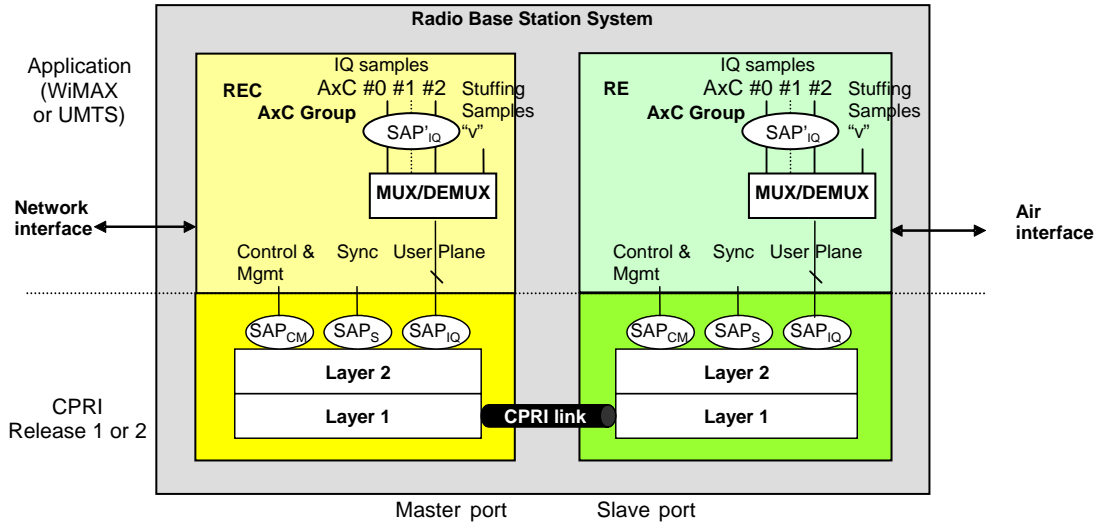 Radio Base Station System
Application
(WiMAX
or UMTS)
REC
IQ samples
AxC #0 #1 #2
AxC Group
Stuffing
Samples
“v”
SAP’IQ
MUX/DEMUX
Control &
Mgmt
Sync
User Plane
SAPCM
SAPS
SAPIQ
Layer 2
Layer 1
Network
interface
CPRI
Release 1 or 2
CPRI link
RE
IQ samples
AxC #0 #1 #2
AxC Group
Stuffing
Samples
“v”
SAP’IQ
MUX/DEMUX
Control &
Mgmt
Sync
User Plane
SAPCM
SAPS
SAPIQ
Layer 2
Layer 1
Air
interface
Master port
Slave port